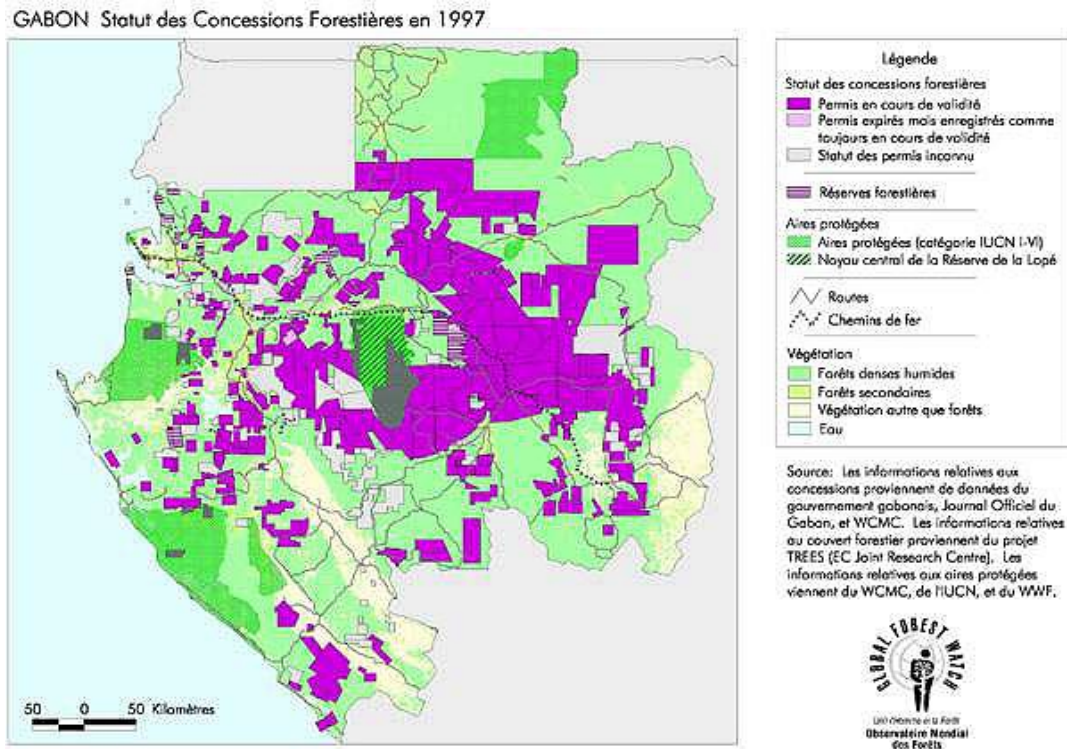 GABON Statut des Concessions Forestières en 1997
Légende
Statut des concessions forestières
Permis en cours de validité
Permis expirés mais enregistrés comme
toujours en cours de validité
Statut des permis inconnu
Réserves forestières
Aires protégées
Aires protégées (catégorie IUCN I-VI)
Noyau central de la Réserve de la Lopé
Routes
Chemins de fer
Végétation
Forêts denses humides
Forêts secondaires
Végétation autre que forêts
Eau
Source: Les informations relatives aux
concessions proviennent de données du
gouvernement gabonais, Journal Officiel du
Gabon, et WCMC. Les informations relatives
au couvert forestier proviennent du projet
TREES (EC Joint Research Centre). Les
informations relatives aux aires protégées
viennent du WCMC, de l'IUCN, et du WWF.
GLOBAL FOREST WATCH
Observatoire Mondial
des Forêts
50 0 50 Kilomètres